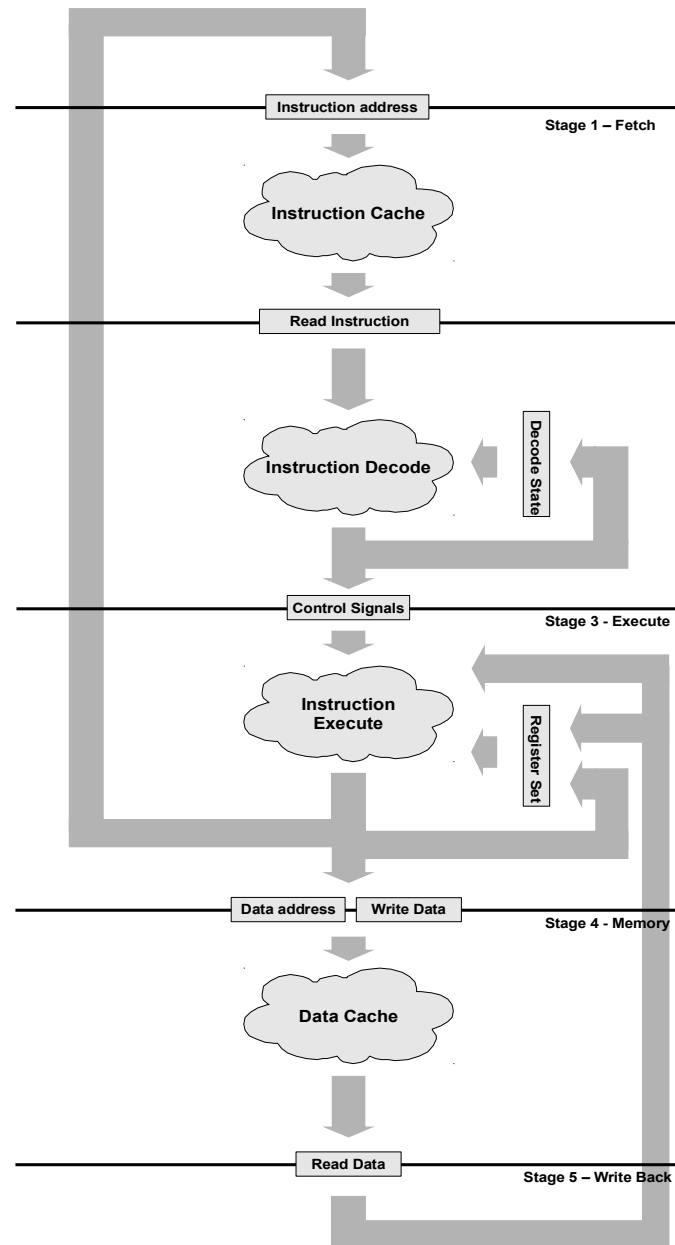 Instruction address
Stage 1 – Fetch
Instruction Cache
Read Instruction
Instruction Decode
Decode State
Control Signals
Stage 3 - Execute
Instruction
Execute
Register Set
Data address
Write Data
Stage 4 - Memory
Data Cache
Read Data
Stage 5 – Write Back